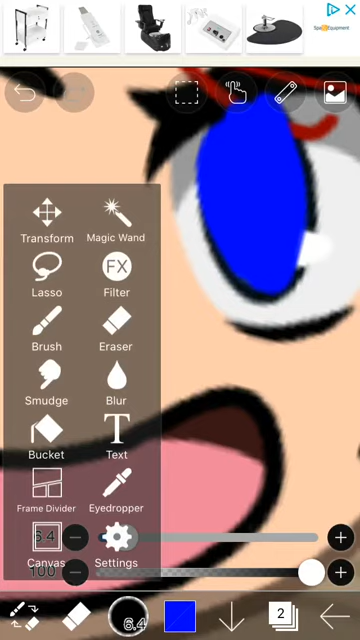 Spa Equipment
Transform Magic Wand
FX
Lasso Filter
Brush Eraser
Smudge Blur
T
Bucket Text
Frame Divider Eyedropper
6.4
Canvas Settings
100
6.4
2